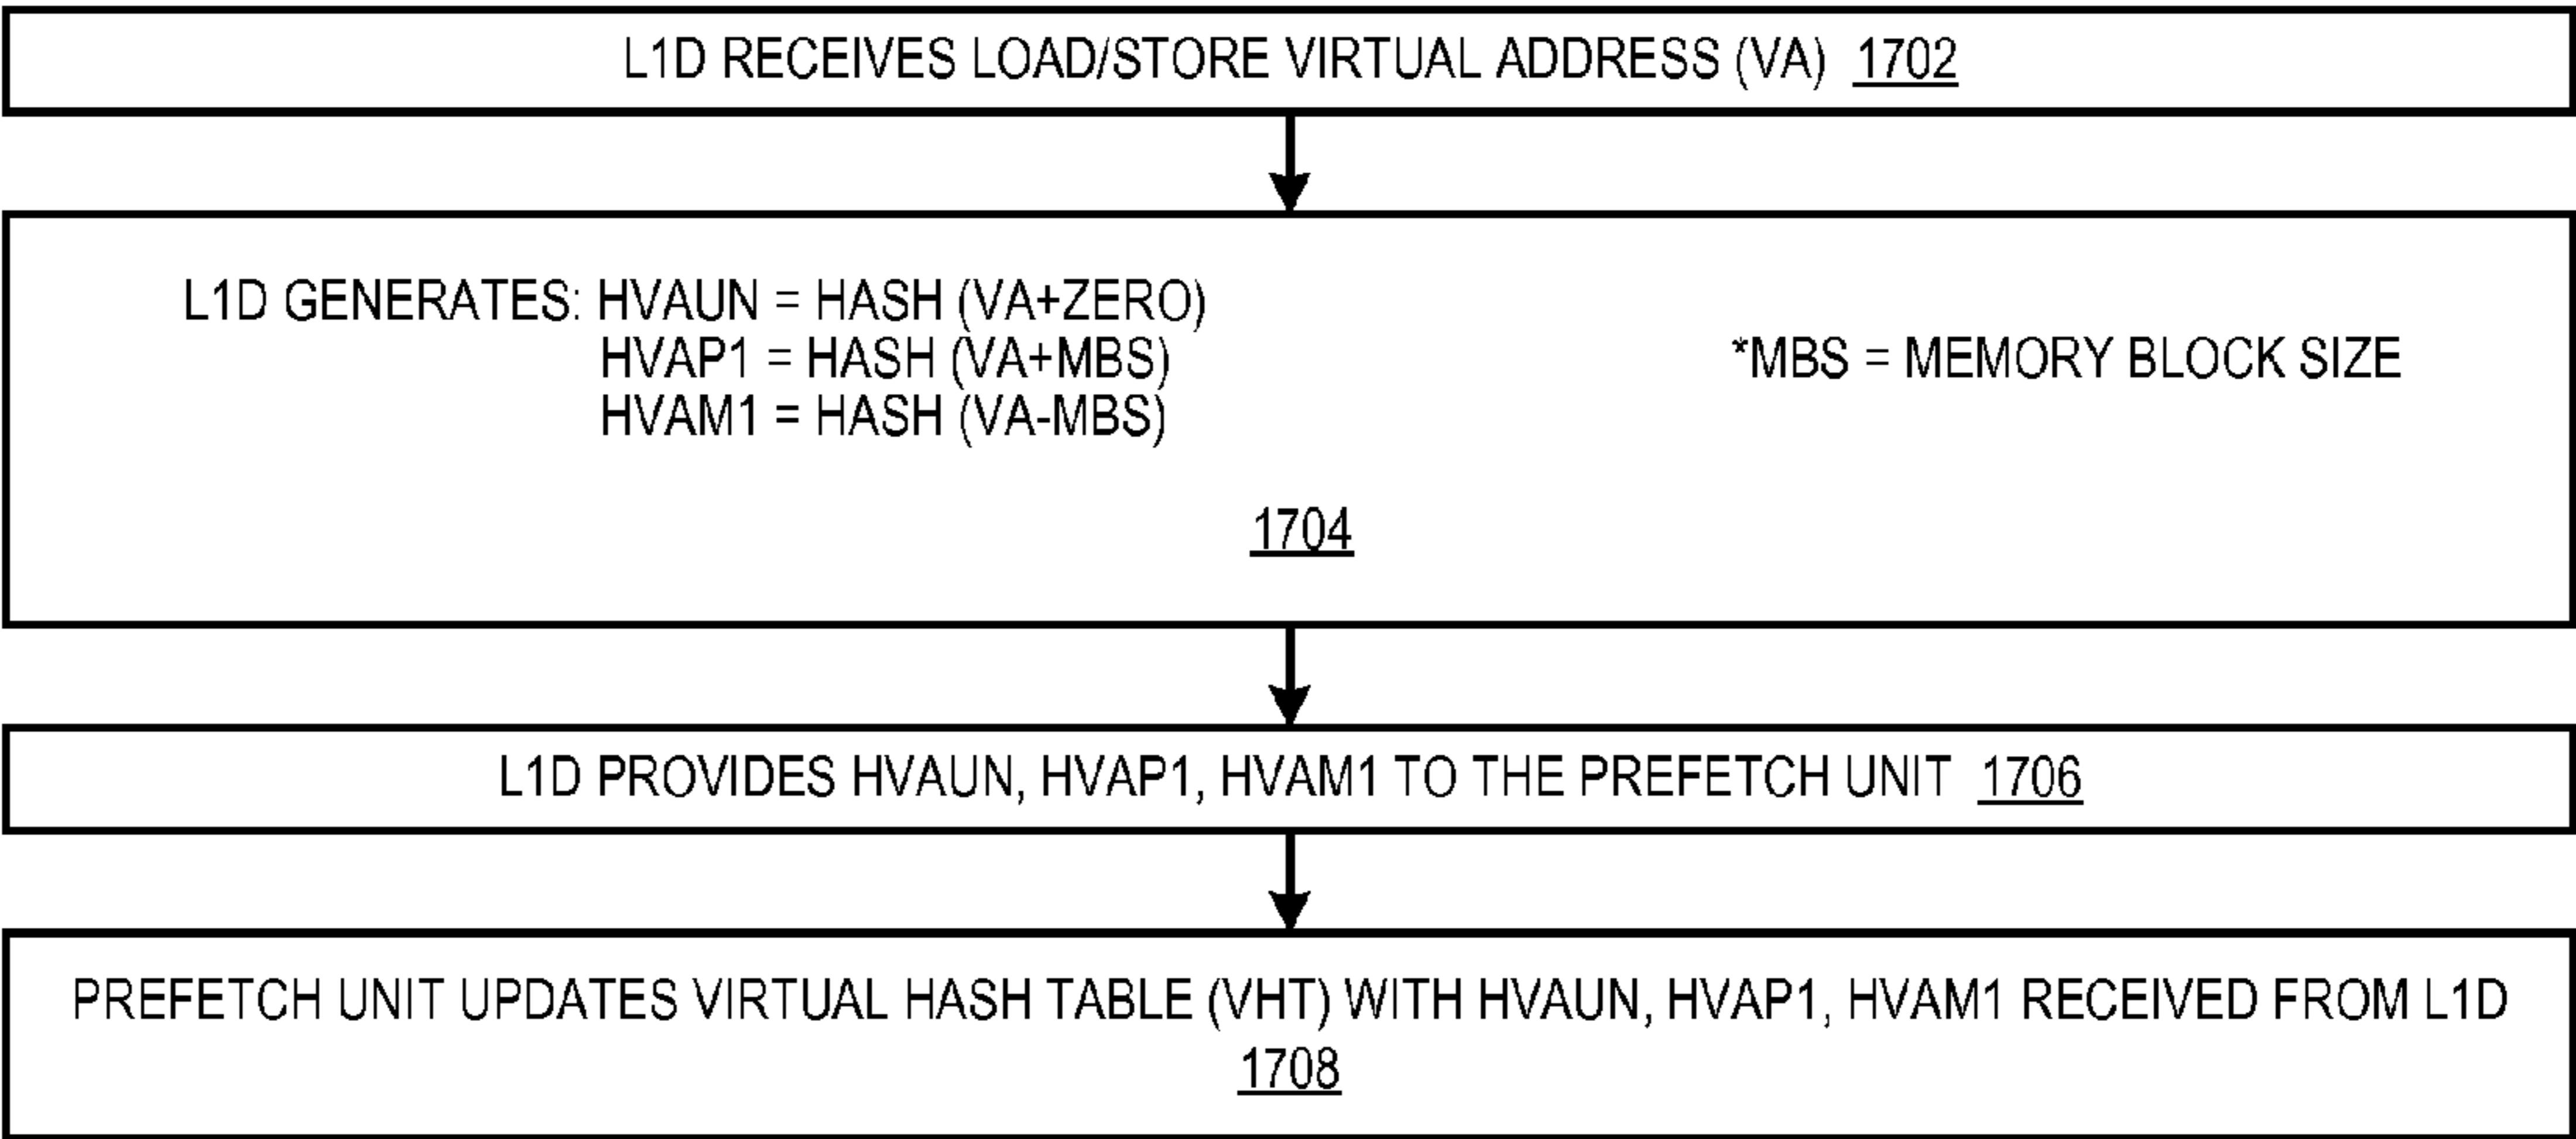 L1D RECEIVES LOAD/STORE VIRTUAL ADDRESS (VA) 1702
L1D GENERATES: HVAUN = HASH (VA+ZERO)
HVAP1 = HASH (VA+MBS)
*MBS = MEMORY BLOCK SIZE
HVAM1 = HASH (VA-MBS)
1704
L1D PROVIDES HVAUN, HVAP1, HVAM1 TO THE PREFETCH UNIT 1706
PREFETCH UNIT UPDATES VIRTUAL HASH TABLE (VHT) WITH HVAUN, HVAP1, HVAM1 RECEIVED FROM L1D
1708